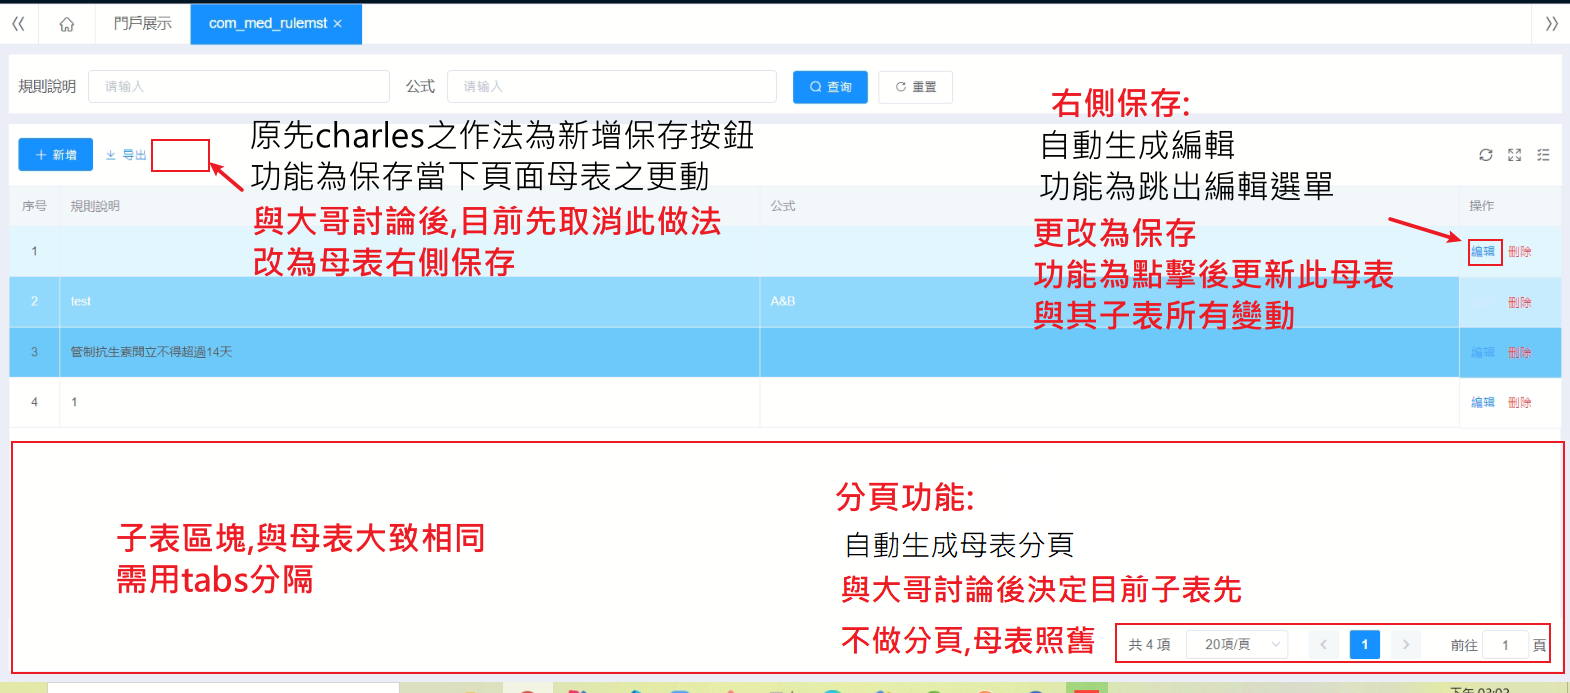 門戶展示 com_med_rulemst ×
規則說明 请输入 公式 请输入 查询 重置
右側保存:
自動生成編輯
功能為跳出編輯選單
更改為保存
功能為點擊後更新此母表
與其子表所有變動
原先charles之作法為新增保存按鈕
功能為保存當下頁面母表之更動
與大哥討論後,目前先取消此做法
改為母表右側保存
新增 导出
序号 規則說明 公式 操作
1 编辑 刪除
2 test A&B 刪除
3 管制抗生素開立不得超過14天 编辑 刪除
4 1 编辑 刪除
子表區塊,與母表大致相同
需用tabs分隔
分頁功能:
自動生成母表分頁
與大哥討論後決定目前子表先
不做分頁,母表照舊
共 4 項 20項/頁 1 前往 1 頁
下午 03:02